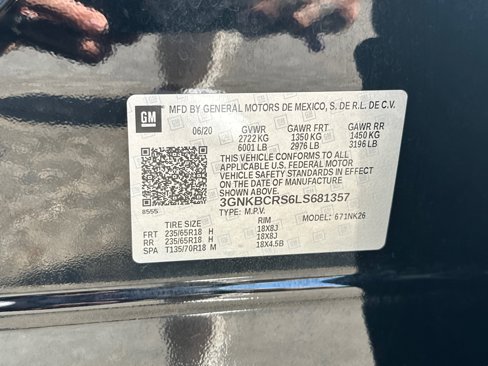 GM
MFD BY GENERAL MOTORS DE MEXICO, S. DE R.L. DE C.V.
06/20 GVWR GAWR FRT GAWR RR
2722 KG 1350 KG 1450 KG
6001 LB 2976 LB 3196 LB
THIS VEHICLE CONFORMS TO ALL
APPLICABLE U.S. FEDERAL MOTOR
VEHICLE SAFETY STANDARDS IN EFFECT
ON THE DATE OF MANUFACTURE SHOWN ABOVE.
3GNKBCRS6LS681357
8555 TYPE: M.P.V. MODEL: 671NK26
TIRE SIZE RIM
FRT 235/65R18 H 18X8J
RR 235/65R18 H 18X8J
SPA T135/70R18 M 18X4.5B